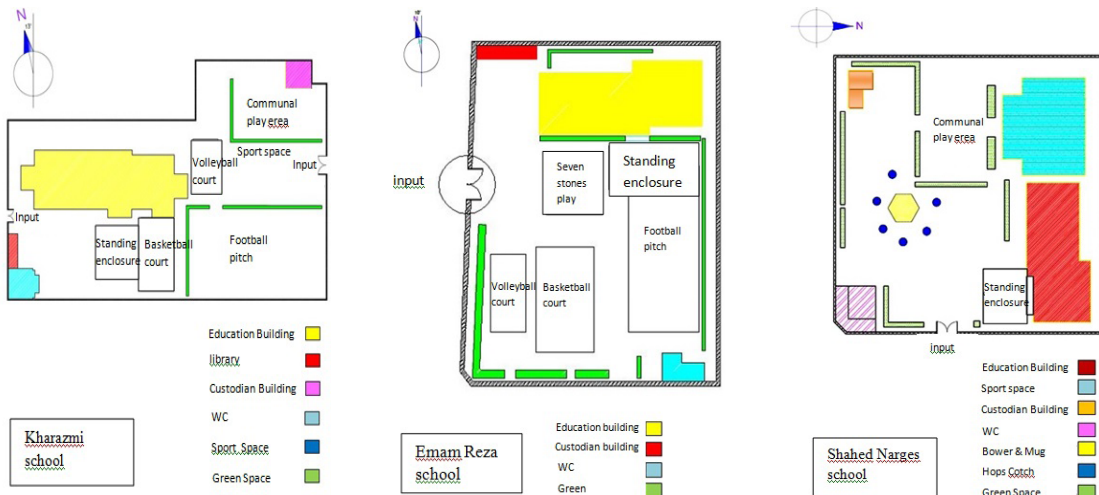 N
Communal
play erea
Sport space
Volleyball
court
Input
Input
Standing
enclosure
Basketball
court
Football
pitch
Education Building
library
Custodian Building
WC
Sport Space
Green Space
Kharazmi
school
N
input
Seven
stones
play
Standing
enclosure
Football
pitch
Volleyball
court
Basketball
court
Education building
Custodian building
WC
Green
Emam Reza
school
N
Communal
play area
Standing
enclosure
input
Education Building
Sport space
Custodian Building
WC
Bower & Mug
Hops Cotch
Green Space
Shahed Narges
school